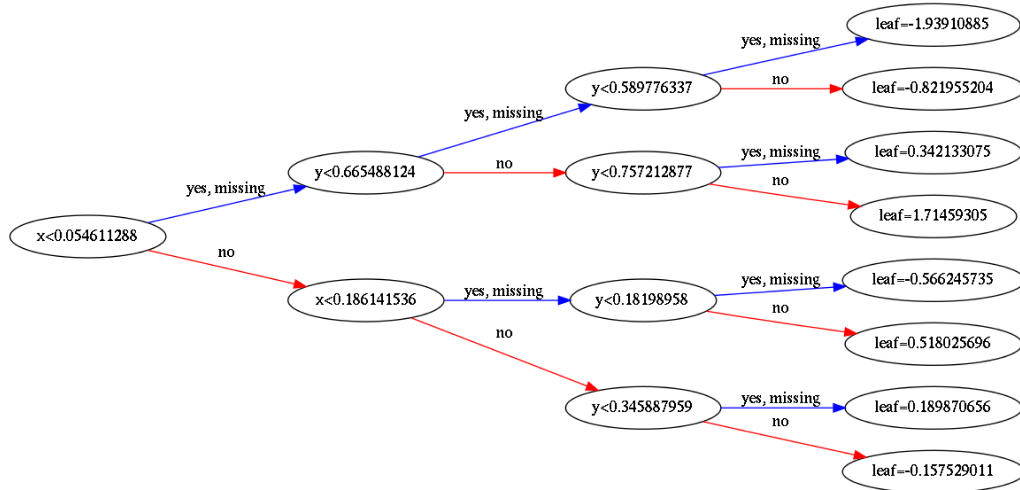 leaf=-1.93910885
yes, missing
y<0.589776337
no
leaf=-0.821955204
yes, missing
y<0.665488124
no
yes, missing
leaf=0.342133075
y<0.757212877
no
leaf=1.71459305
yes, missing
x<0.054611288
no
yes, missing
leaf=-0.566245735
x<0.186141536
yes, missing
y<0.18198958
no
leaf=0.518025696
no
yes, missing
leaf=0.189870656
y<0.345887959
no
leaf=-0.157529011